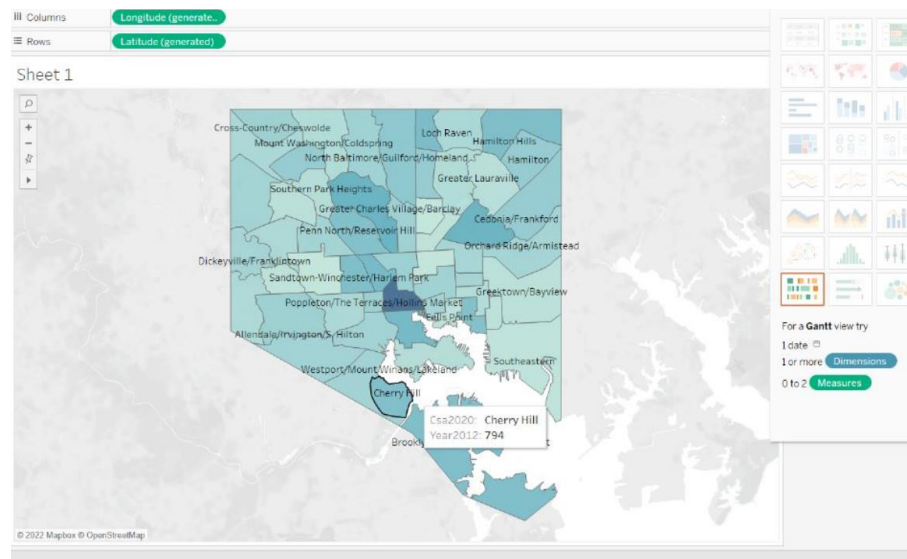 Columns
Longitude (generate..
Rows
Latitude (generated)
Sheet 1
Cross-Country/Cheswolde
Loch Raven
Mount Washington/Coldspring
Hamilton Hills
North Baltimore/Guilford/Homeland
Hamilton
Greater Lauraville
Southern Park Heights
Greater Charles Village/Barclay
Cedonia/Frankford
Penn North/Reservoir Hill
Orchard Ridge/Armistead
Dickeyville/Franklintown
Sandtown-Winchester/Harlem Park
Greektown/Bayview
Poppleton/The Terraces/Hollins Market
Fells Point
Allendale/Irvington/S. Hilton
Southeastern
Westport/Mount Winans/Lakeland
Cherry Hill
Csa2020: Cherry Hill
Year2012: 794
Brookly
t
For a Gantt view try
1 date
1 or more Dimensions
0 to 2 Measures
© 2022 Mapbox © OpenStreetMap